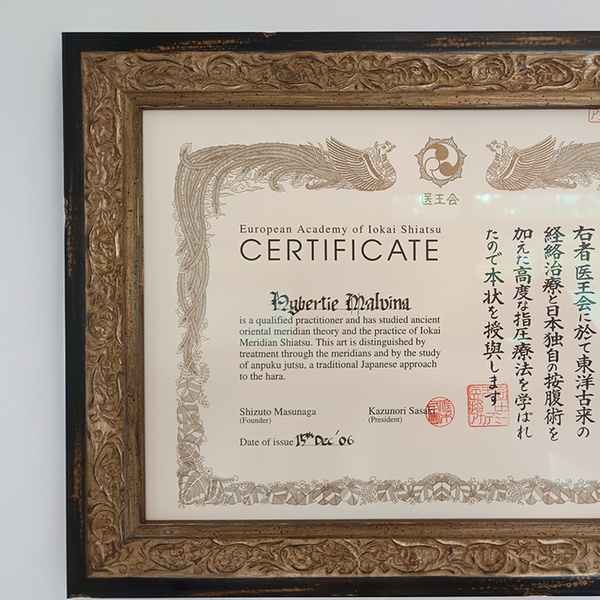 医王会
European Academy of Iokai Shiatsu
CERTIFICATE
Hybertie Malvina
is a qualified practitioner and has studied ancient
oriental meridian theory and the practice of Iokai
Meridian Shiatsu. This art is distinguished by
treatment through the meridians and by the study
of anpuku jutsu, a traditional Japanese approach
to the hara.
Shizuto Masunaga
(Founder)
Kazunori Sasaki
(President)
Date of issue 15th Dec '06
右者医王会に於て東洋古来の
経絡治療と日本独自の按腹術を
加えた高度な指圧療法を学ばれ
たので本状を授與します